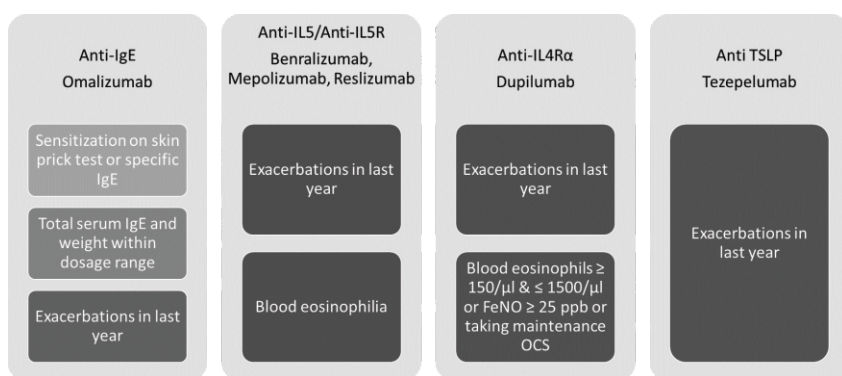 Anti-IgE
Omalizumab
Sensitization on skin
prick test or specific
IgE
Total serum IgE and
weight within
dosage range
Exacerbations in last
year
Anti-IL5/Anti-IL5R
Benralizumab,
Mepolizumab, Reslizumab
Exacerbations in last
year
Blood eosinophilia
Anti-IL4Rα
Dupilumab
Exacerbations in last
year
Blood eosinophils ≥
150/μl & ≤ 1500/μl
or FeNO ≥ 25 ppb or
taking maintenance
OCS
Anti TSLP
Tezepelumab
Exacerbations in
last year